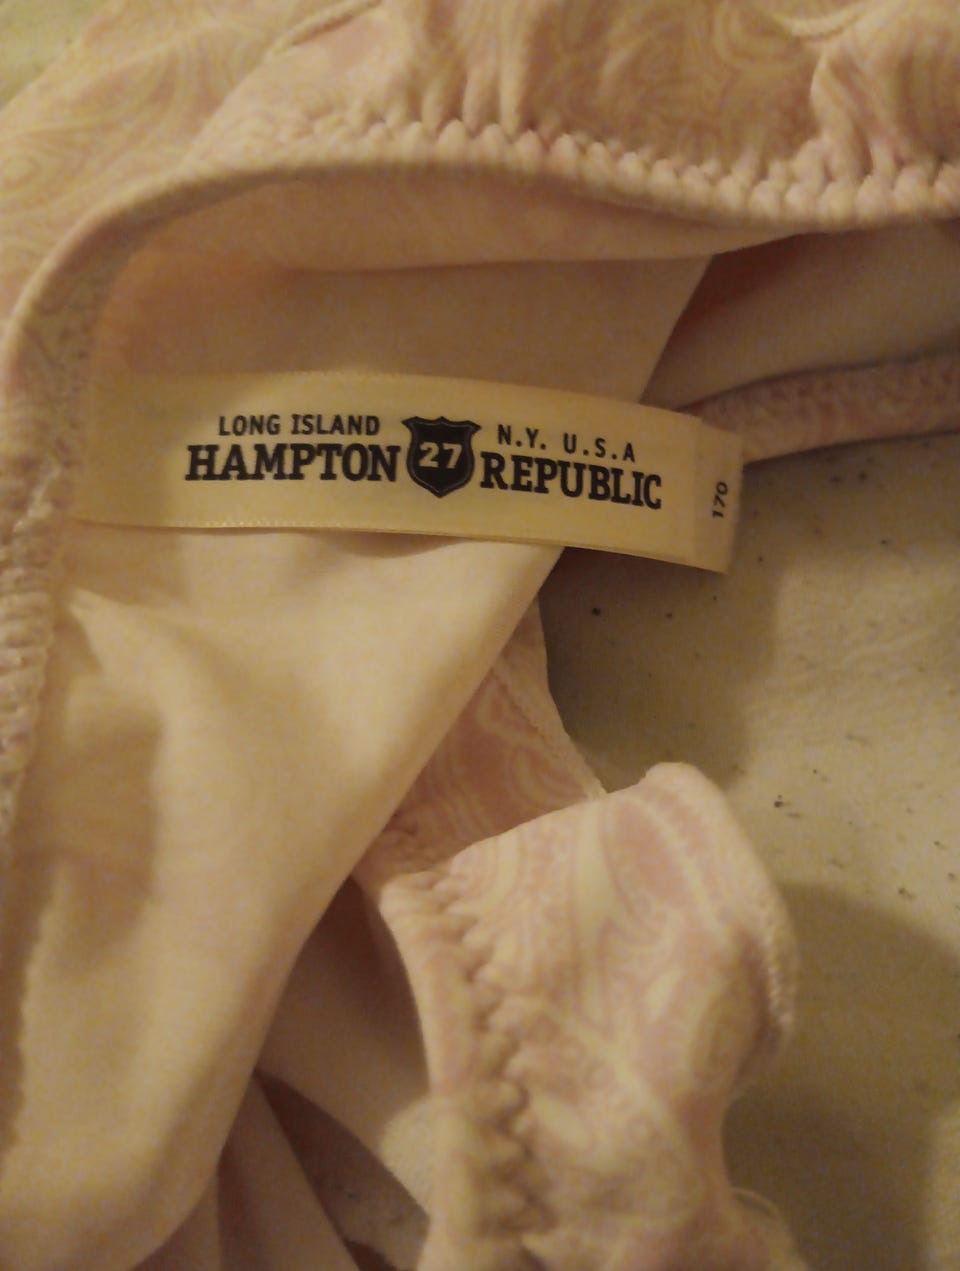 LONG ISLAND N.Y. U.S.A
HAMPTON 27 REPUBLIC
170